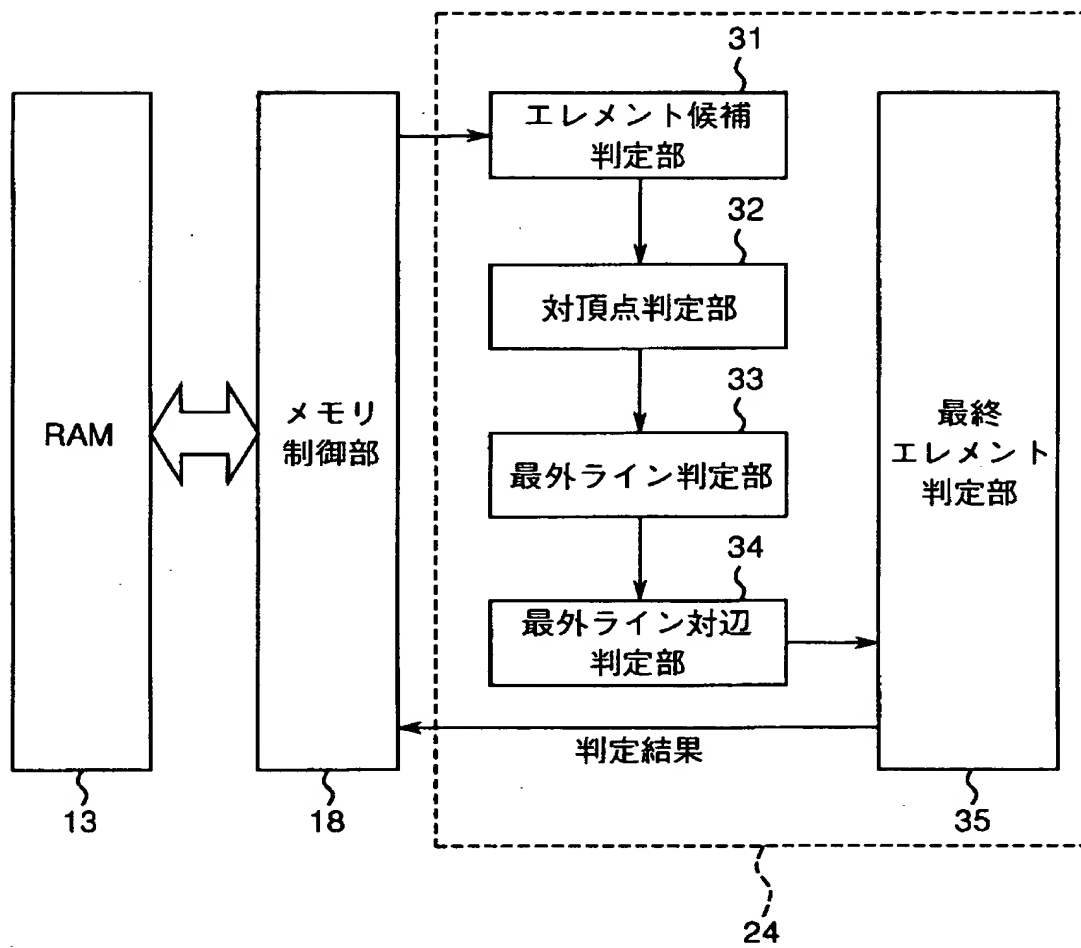 31
エレメント候補
判定部
32
対頂点判定部
33
最外ライン判定部
34
最外ライン対辺
判定部
RAM
メモリ
制御部
最終
エレメント
判定部
判定結果
13
18
35
24